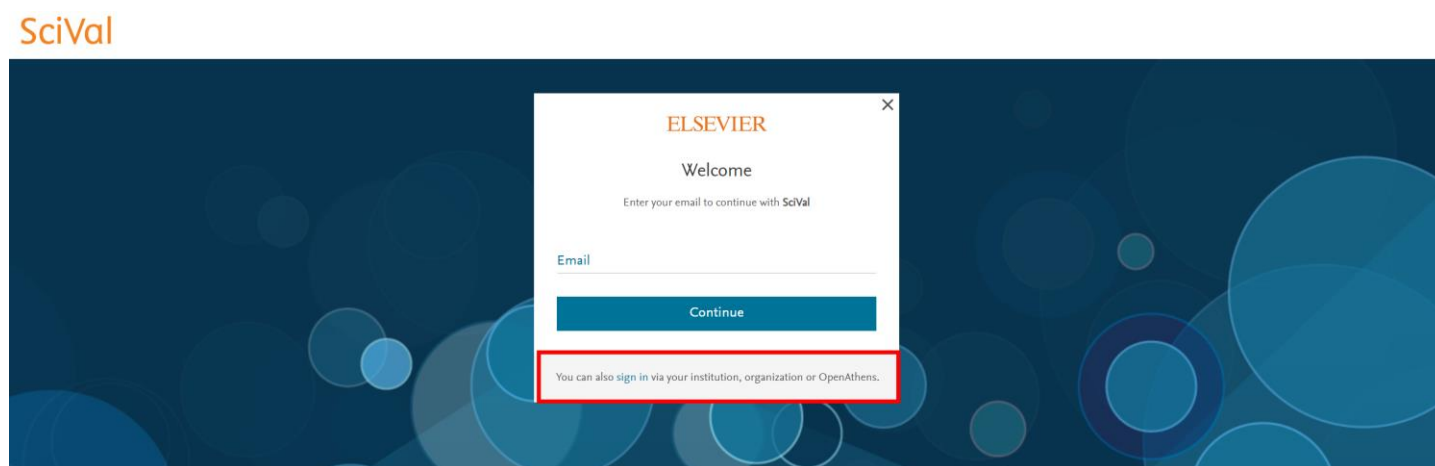 SciVal
ELSEVIER
Welcome
Enter your email to continue with SciVal
Email
Continue
You can also sign in via your institution, organization or OpenAthens.